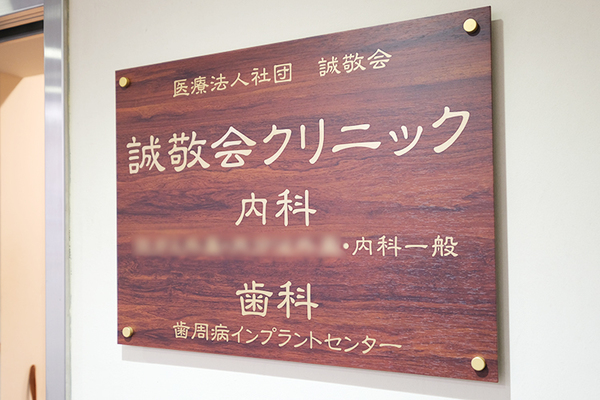 医療法人社団 誠敬会
誠敬会クリニック
内科
・内科一般
歯科
歯周病インプラントセンター